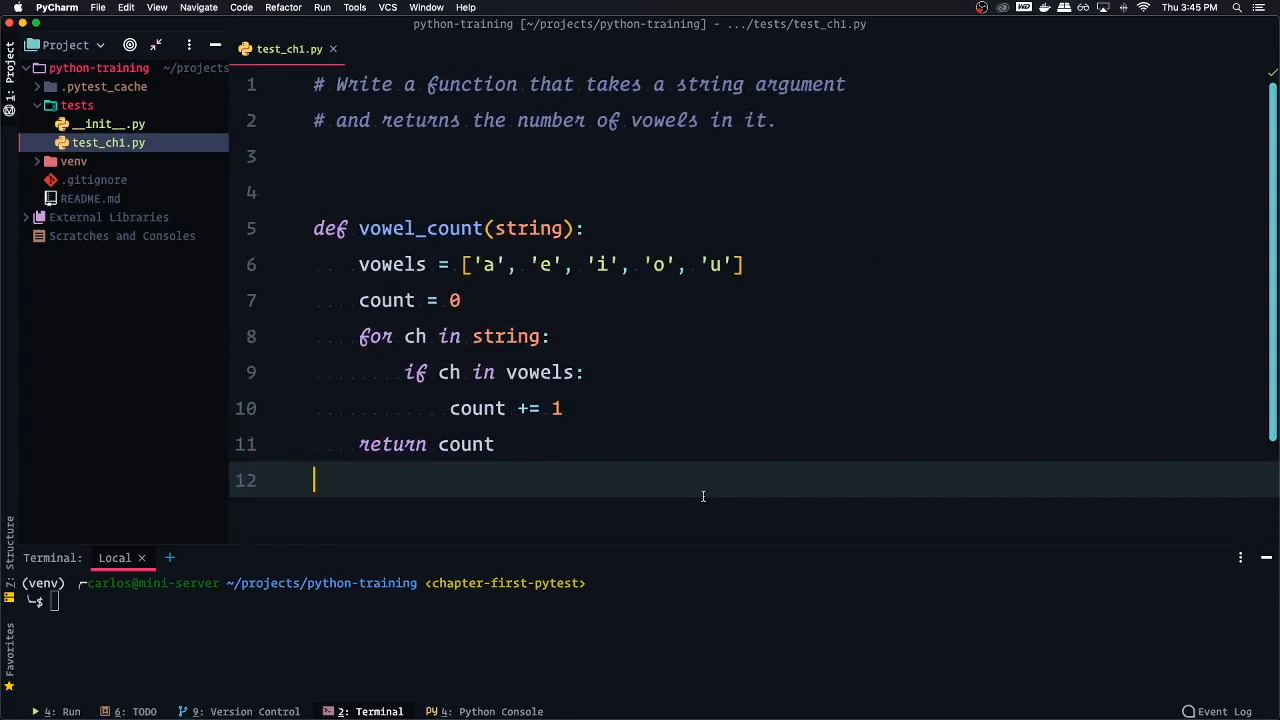 PyCharm File Edit View Navigate Code Refactor Run Tools VCS Window Help
Thu 3:45 PM
python-training [~/projects/python-training] - .../tests/test_ch1.py
Project
test_ch1.py
1: Project
python-training ~/projects
.pytest_cache
tests
__init__.py
test_ch1.py
venv
.gitignore
README.md
External Libraries
Scratches and Consoles
1 # Write a function that takes a string argument
2 # and returns the number of vowels in it.
3
4
5 def vowel_count(string):
6 vowels = ['a', 'e', 'i', 'o', 'u']
7 count = 0
8 for ch in string:
9 if ch in vowels:
10 count += 1
11 return count
12
7: Structure
Favorites
Terminal: Local +
(venv) ┌carlos@mini-server ~/projects/python-training <chapter-first-pytest>
└$
4: Run 6: TODO 9: Version Control 2: Terminal 4: Python Console Event Log